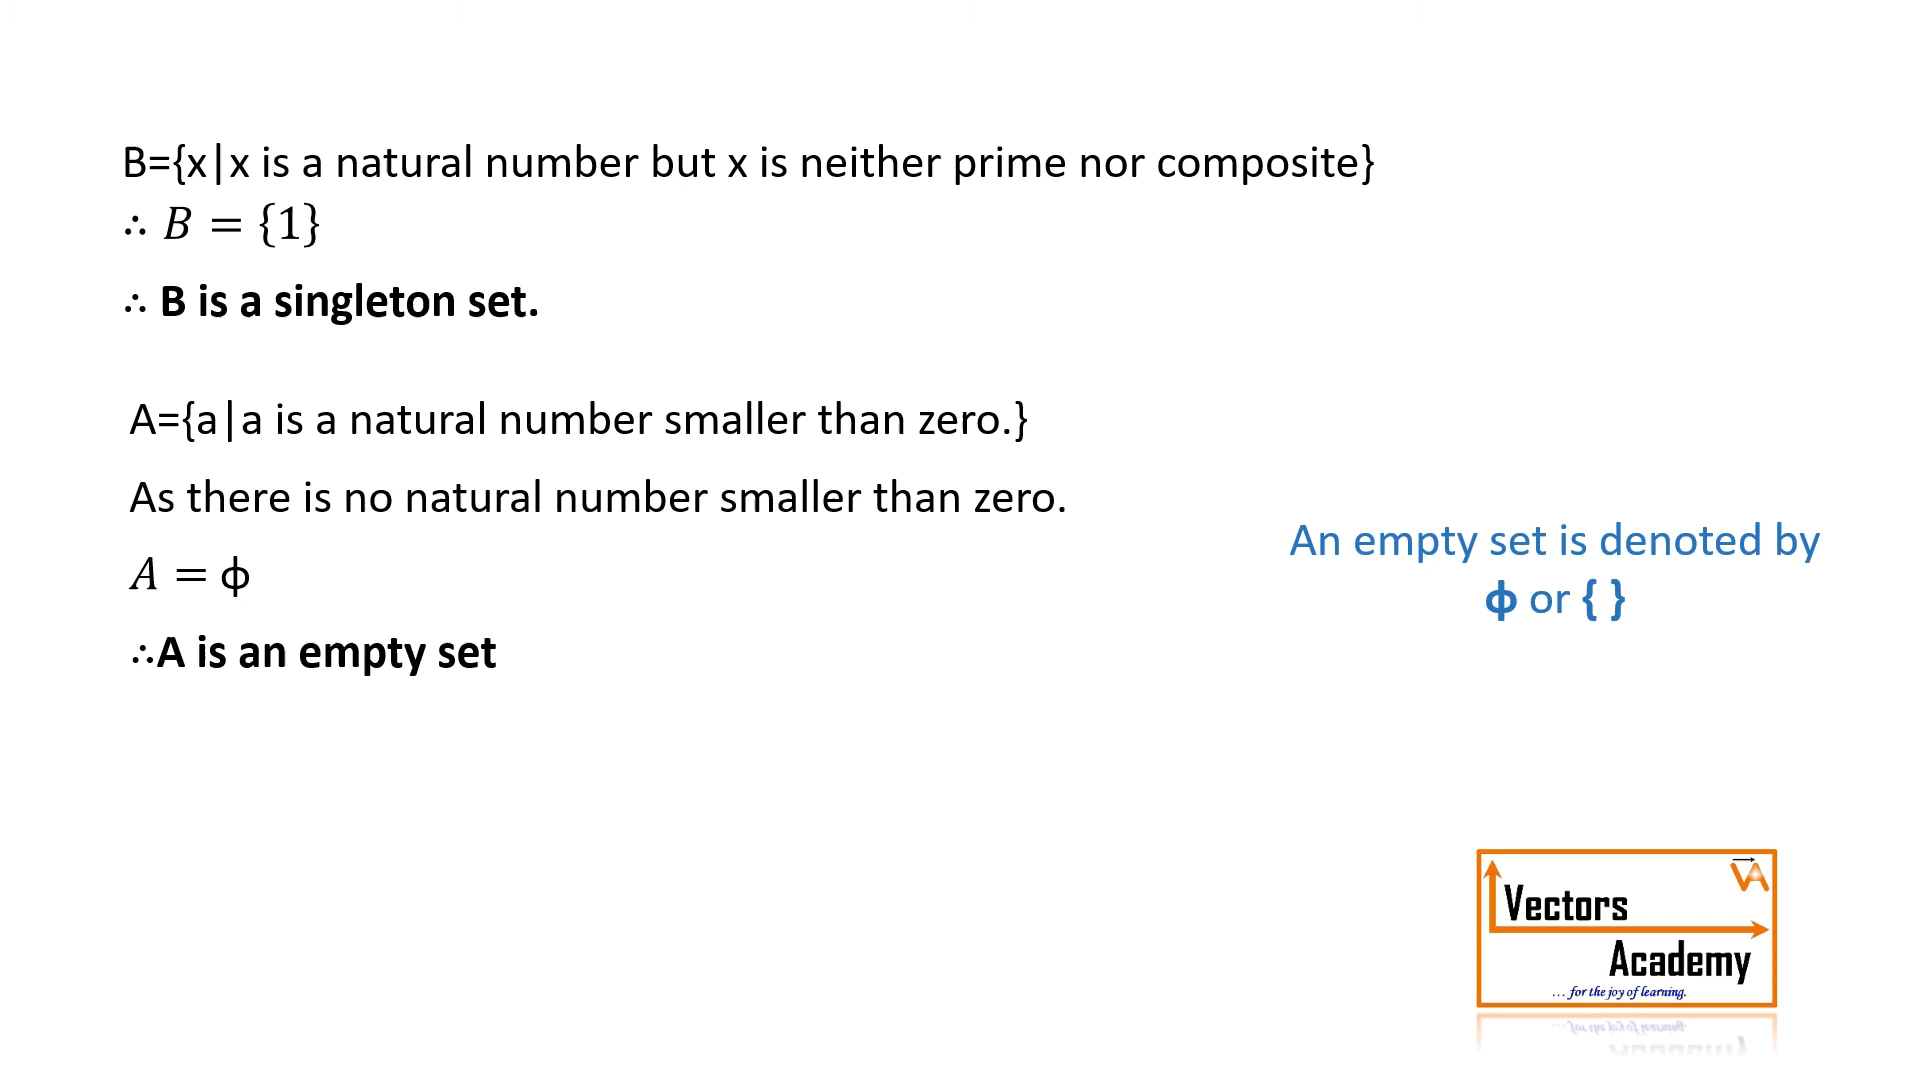 B={x|x is a natural number but x is neither prime nor composite}
∴ B = {1}
∴ B is a singleton set.
A={a|a is a natural number smaller than zero.}
As there is no natural number smaller than zero.
A = ф
∴A is an empty set
An empty set is denoted by
ф or { }
VA
Vectors
Academy
... for the joy of learning.